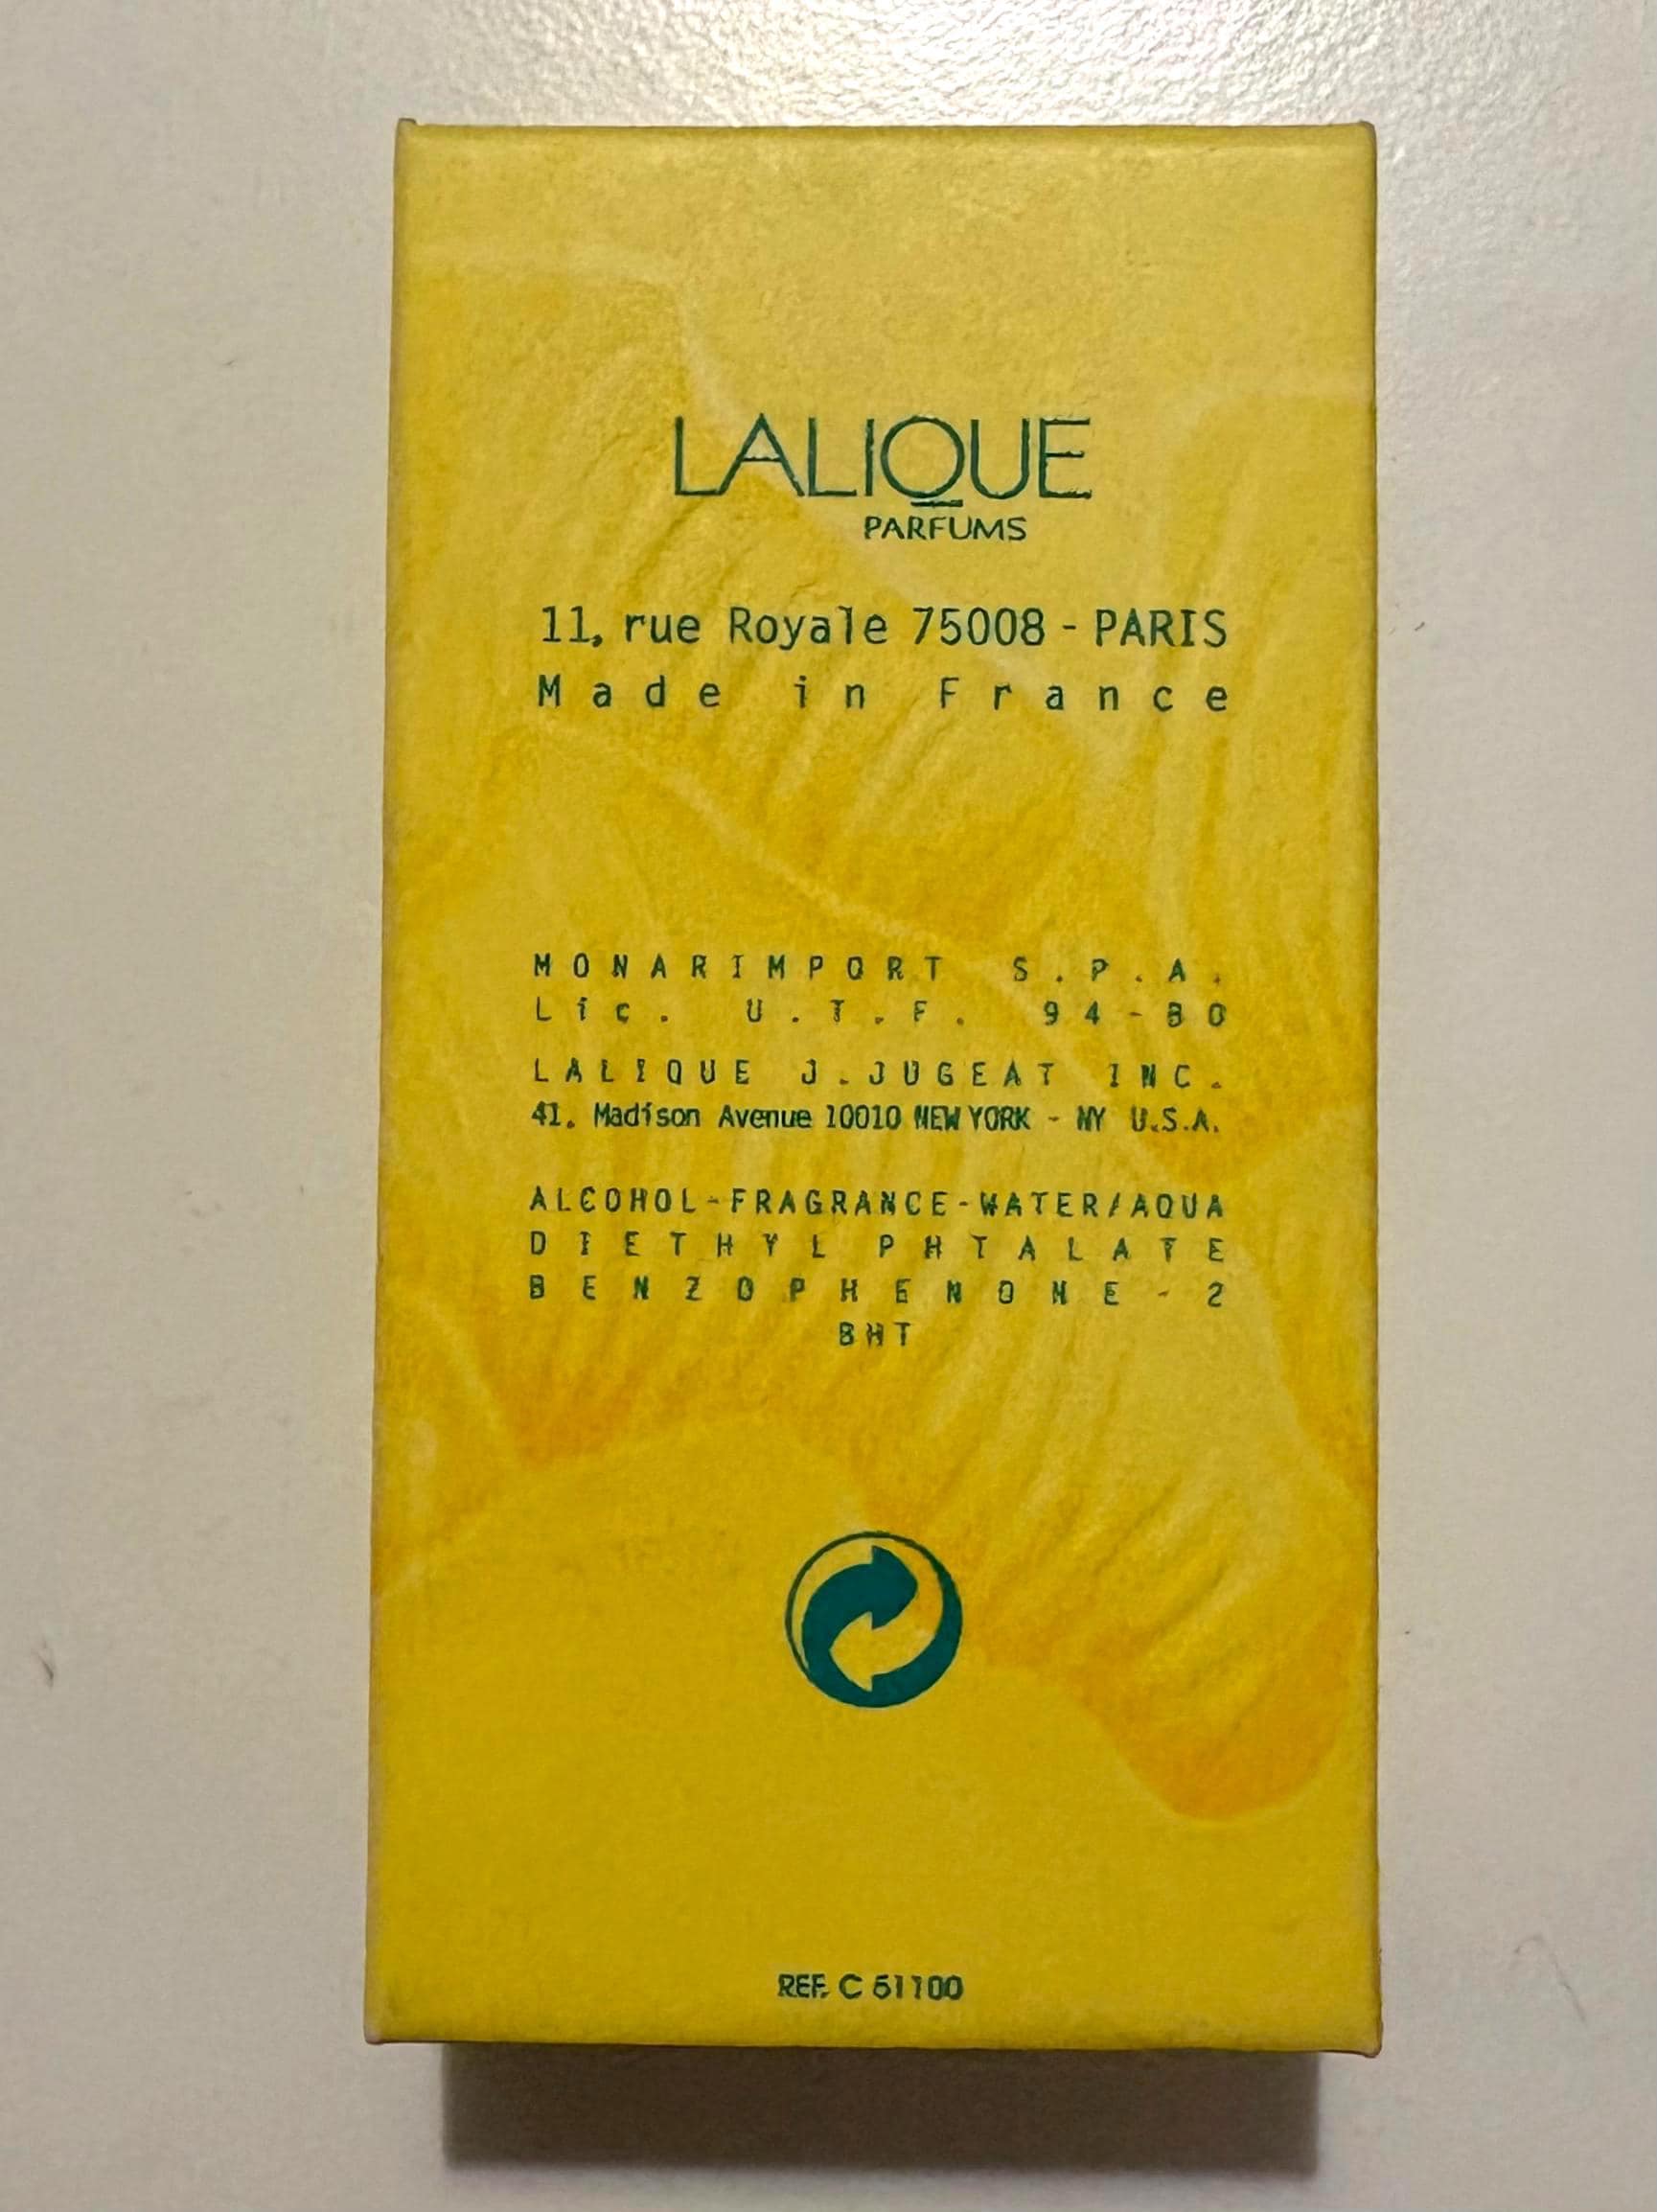 LALIQUE
PARFUMS
11, rue Royale 75008 - PARIS
Made in France
MONARIMPORT S.P.A.
Lic. U.T.F. 94-80
LALIQUE J.JUGEAT INC.
41. Madison Avenue 10010 NEW YORK - NY U.S.A.
ALCOHOL-FRAGRANCE-WATER/AQUA
DIETHYL PHTALATE
BENZOPHENONE-2
BHT
REF. C 51100